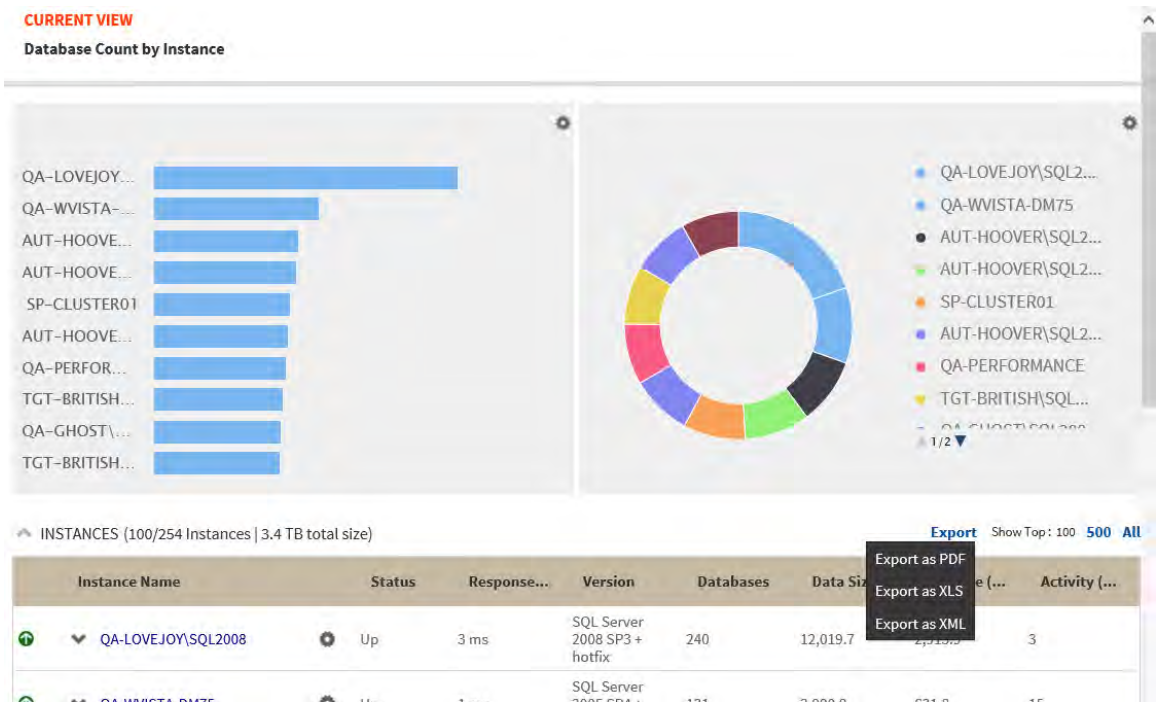 CURRENT VIEW
Database Count by Instance
QA-LOVEJOY...
QA-WVISTA-...
AUT-HOOVE...
AUT-HOOVE...
SP-CLUSTER01
AUT-HOOVE...
QA-PERFOR...
TGT-BRITISH...
QA-GHOST\...
TGT-BRITISH...
QA-LOVEJOY\SQL2...
QA-WVISTA-DM75
AUT-HOOVER\SQL2...
AUT-HOOVER\SQL2...
SP-CLUSTER01
AUT-HOOVER\SQL2...
QA-PERFORMANCE
TGT-BRITISH\SQL...
1/2
INSTANCES (100/254 Instances | 3.4 TB total size)
Export Show Top: 100 500 All
Export as PDF
Export as XLS
Export as XML
Instance Name Status Response... Version Databases Data Siz e (... Activity (...
QA-LOVEJOY\SQL2008 Up 3 ms SQL Server 2008 SP3 + hotfix 240 12,019.7 3
QA-WVISTA-DM75 Up SQL Server